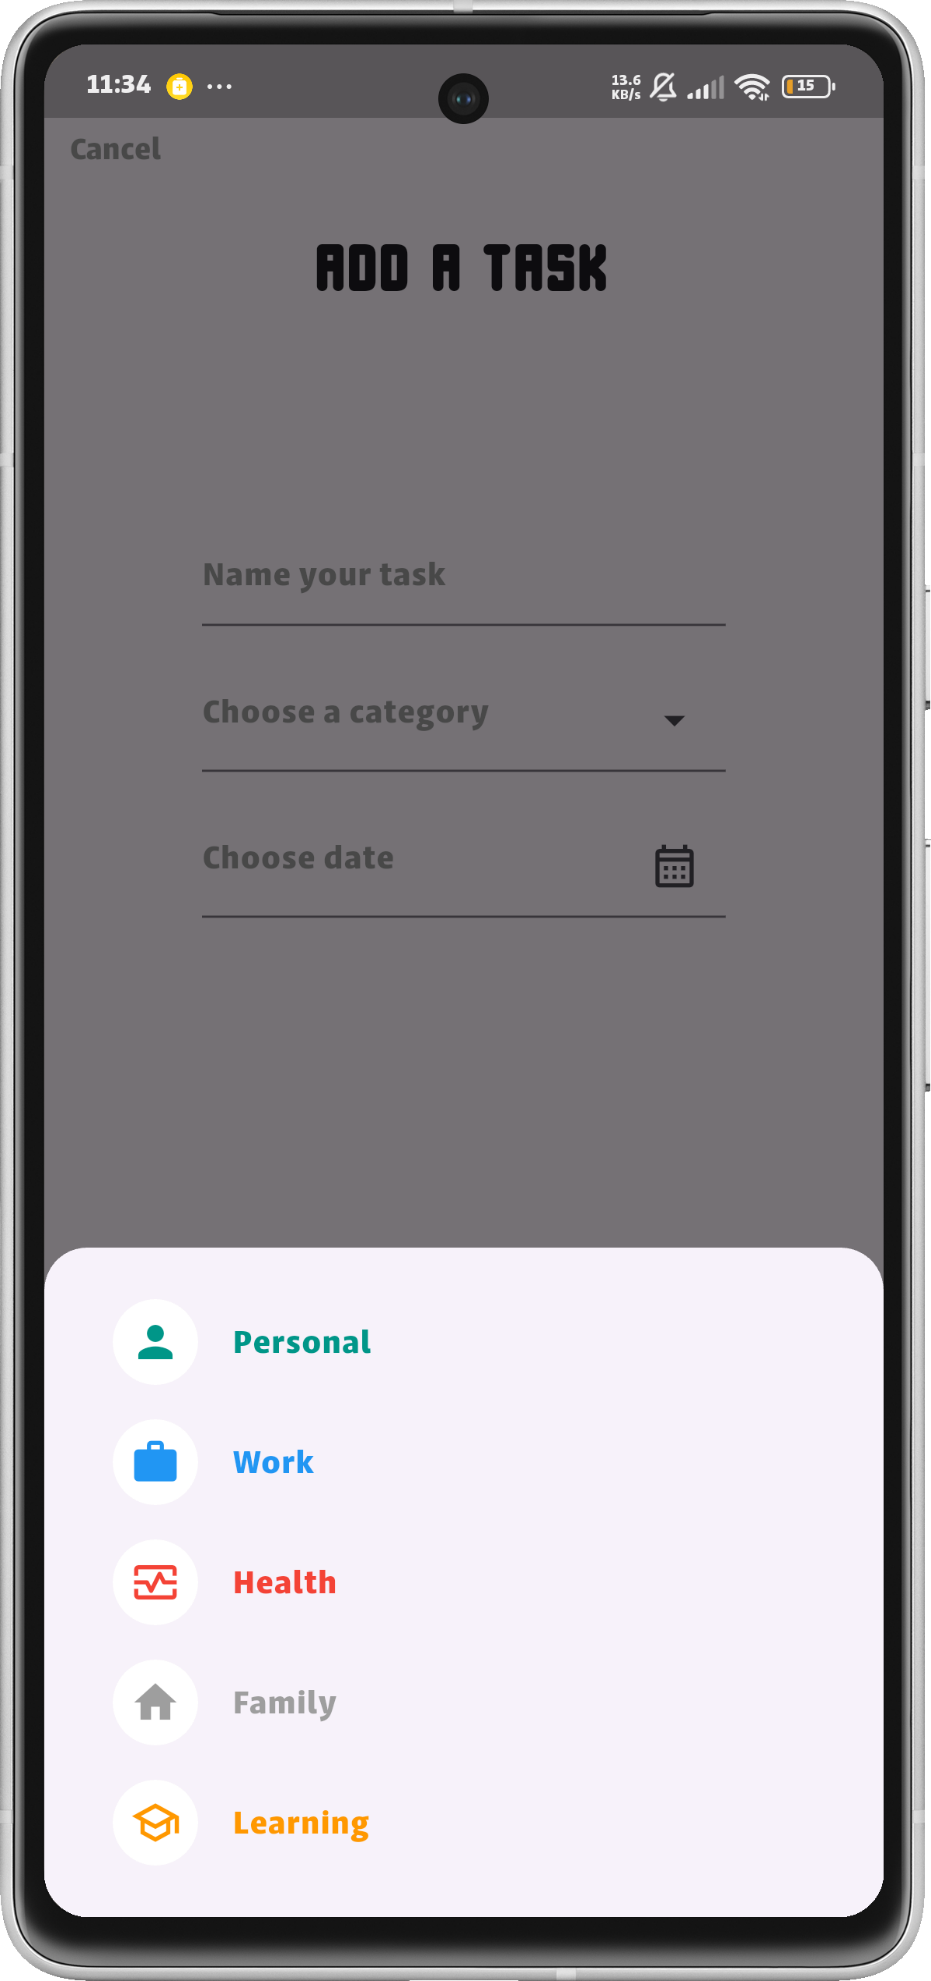 11:34 ... 13.6 KB/s 15
Cancel
ADD A TASK
Name your task
Choose a category
Choose date
Personal
Work
Health
Family
Learning